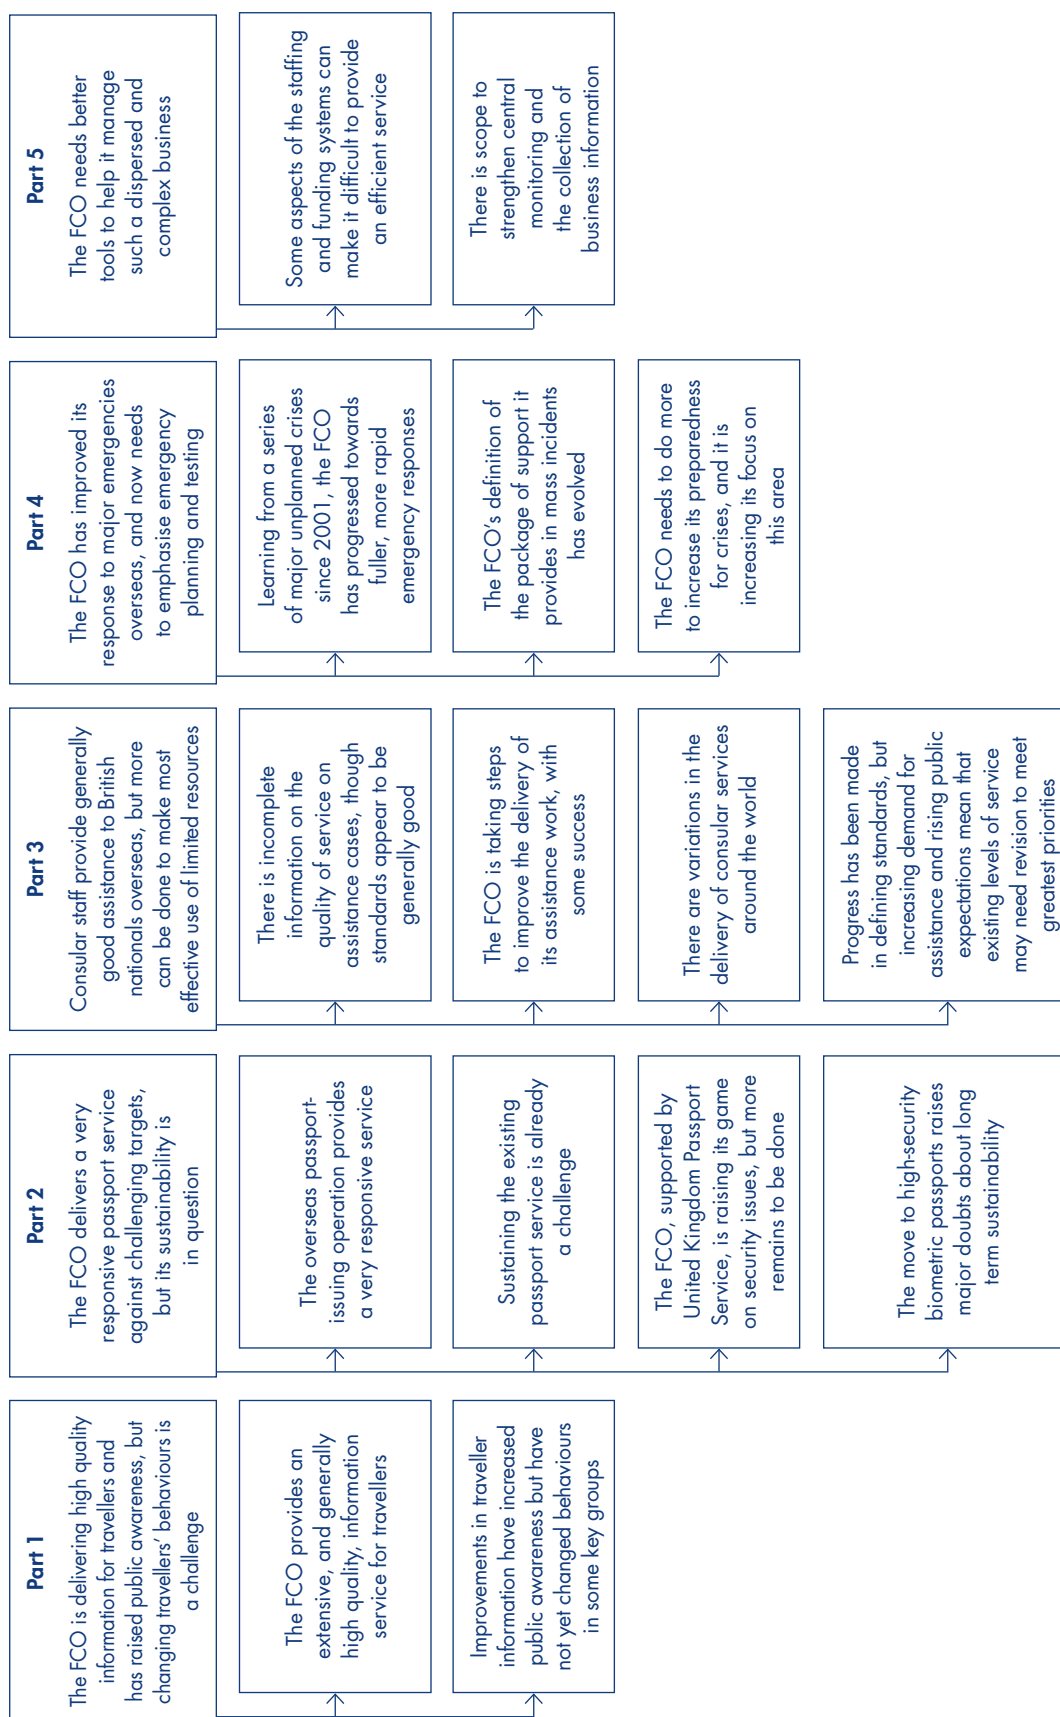 Part 1
The FCO is delivering high quality
information for travellers and
has raised public awareness, but
changing travellers' behaviours is
a challenge
The FCO provides an
extensive, and generally
high quality, information
service for travellers
Improvements in traveller
information have increased
public awareness but have
not yet changed behaviours
in some key groups
Part 2
The FCO delivers a very
responsive passport service
against challenging targets,
but its sustainability is
in question
The overseas passport-
issuing operation provides
a very responsive service
Sustaining the existing
passport service is already
a challenge
The FCO, supported by
United Kingdom Passport
Service, is raising its game
on security issues, but more
remains to be done
The move to high-security
biometric passports raises
major doubts about long
term sustainability
Part 3
Consular staff provide generally
good assistance to British
nationals overseas, but more
can be done to make most
effective use of limited resources
There is incomplete
information on the
quality of service on
assistance cases, though
standards appear to be
generally good
The FCO is taking steps
to improve the delivery of
its assistance work, with
some success
There are variations in the
delivery of consular services
around the world
Progress has been made
in defining standards, but
increasing demand for
assistance and rising public
expectations mean that
existing levels of service
may need revision to meet
greatest priorities
Part 4
The FCO has improved its
response to major emergencies
overseas, and now needs
to emphasise emergency
planning and testing
Learning from a series
of major unplanned crises
since 2001, the FCO
has progressed towards
fuller, more rapid
emergency responses
The FCO's definition of
the package of support it
provides in mass incidents
has evolved
The FCO needs to do more
to increase its preparedness
for crises, and it is
increasing its focus on
this area
Part 5
The FCO needs better
tools to help it manage
such a dispersed and
complex business
Some aspects of the staffing
and funding systems can
make it difficult to provide
an efficient service
There is scope to
strengthen central
monitoring and
the collection of
business information